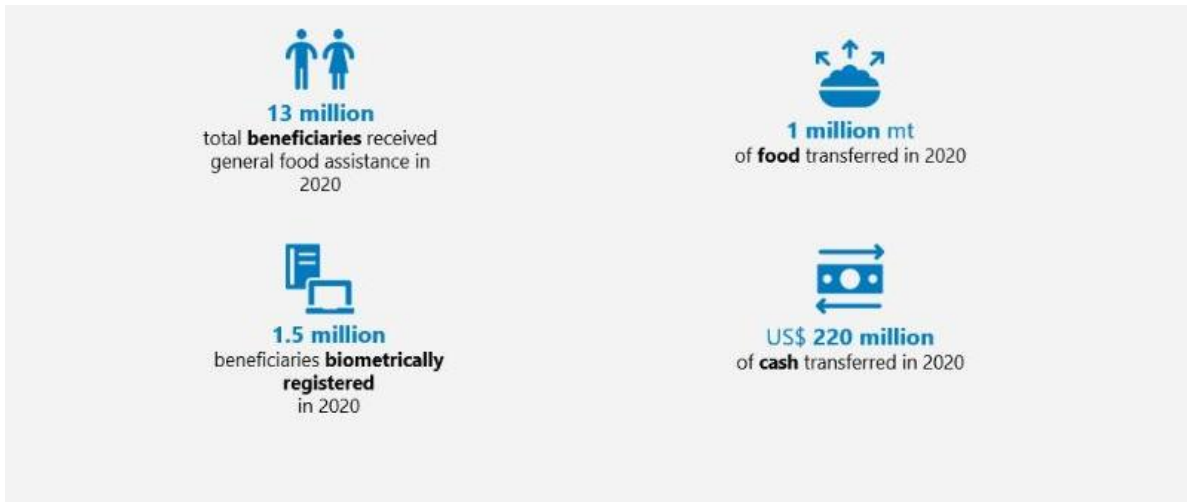 13 million
total beneficiaries received
general food assistance in
2020
1 million mt
of food transferred in 2020
1.5 million
beneficiaries biometrically
registered
in 2020
US$ 220 million
of cash transferred in 2020